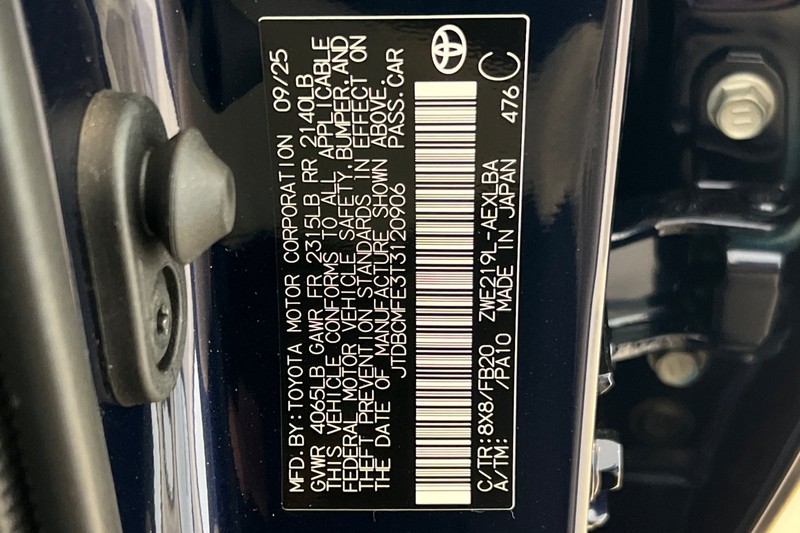 MFD.BY:TOYOTA MOTOR CORPORATION 09/25
GVWR 4065LB GAWR FR 2315LB RR 2140LB
THIS VEHICLE CONFORMS TO ALL APPLICABLE
FEDERAL MOTOR VEHICLE SAFETY, BUMPER, AND
THEFT PREVENTION STANDARDS IN EFFECT ON
THE DATE OF MANUFACTURE SHOWN ABOVE.
JTDBCMFE3T3120906 PASS.CAR
C/TR:8X8/FB20 ZWE219L-AEXLBA
A/TM: /PA10 MADE IN JAPAN
476 C